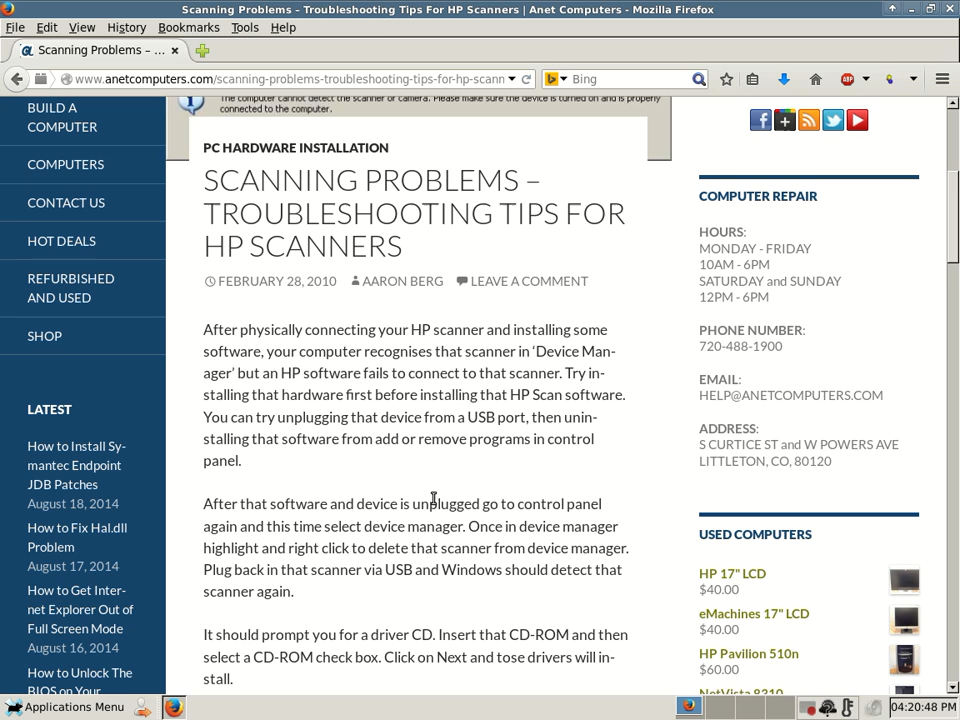 Scanning Problems – Troubleshooting Tips For HP Scanners | Anet Computers - Mozilla Firefox
File Edit View History Bookmarks Tools Help
Scanning Problems – ...
www.anetcomputers.com/scanning-problems-troubleshooting-tips-for-hp-scann
Bing
ABP
BUILD A
COMPUTER
COMPUTERS
CONTACT US
HOT DEALS
REFURBISHED
AND USED
SHOP
LATEST
How to Install Sy-
mantec Endpoint
JDB Patches
August 18, 2014
How to Fix Hal.dll
Problem
August 17, 2014
How to Get Inter-
net Explorer Out of
Full Screen Mode
August 16, 2014
How to Unlock The
BIOS on Your
The computer cannot detect the scanner or camera. Please make sure the device is turned on and is properly
connected to the computer.
PC HARDWARE INSTALLATION
SCANNING PROBLEMS –
TROUBLESHOOTING TIPS FOR
HP SCANNERS
FEBRUARY 28, 2010 AARON BERG LEAVE A COMMENT
After physically connecting your HP scanner and installing some
software, your computer recognises that scanner in ‘Device Man-
ager’ but an HP software fails to connect to that scanner. Try in-
stalling that hardware first before installing that HP Scan software.
You can try unplugging that device from a USB port, then unin-
stalling that software from add or remove programs in control
panel.
After that software and device is unplugged go to control panel
again and this time select device manager. Once in device manager
highlight and right click to delete that scanner from device manager.
Plug back in that scanner via USB and Windows should detect that
scanner again.
It should prompt you for a driver CD. Insert that CD-ROM and then
select a CD-ROM check box. Click on Next and tose drivers will in-
stall.
COMPUTER REPAIR
HOURS:
MONDAY - FRIDAY
10AM - 6PM
SATURDAY and SUNDAY
12PM - 6PM
PHONE NUMBER:
720-488-1900
EMAIL:
HELP@ANETCOMPUTERS.COM
ADDRESS:
S CURTICE ST and W POWERS AVE
LITTLETON, CO, 80120
USED COMPUTERS
HP 17" LCD
$40.00
eMachines 17" LCD
$40.00
HP Pavilion 510n
$60.00
NetVista 8310
Applications Menu
04:20:48 PM